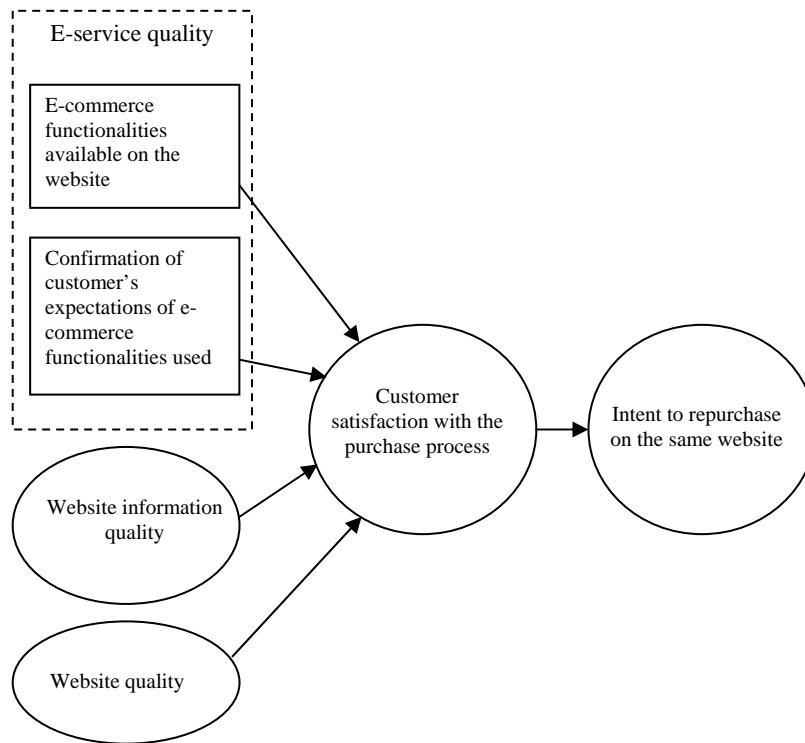 E-service quality
E-commerce
functionalities
available on the
website
Confirmation of
customer’s
expectations of e-
commerce
functionalities used
Customer
satisfaction with the
purchase process
Intent to repurchase
on the same website
Website information
quality
Website quality